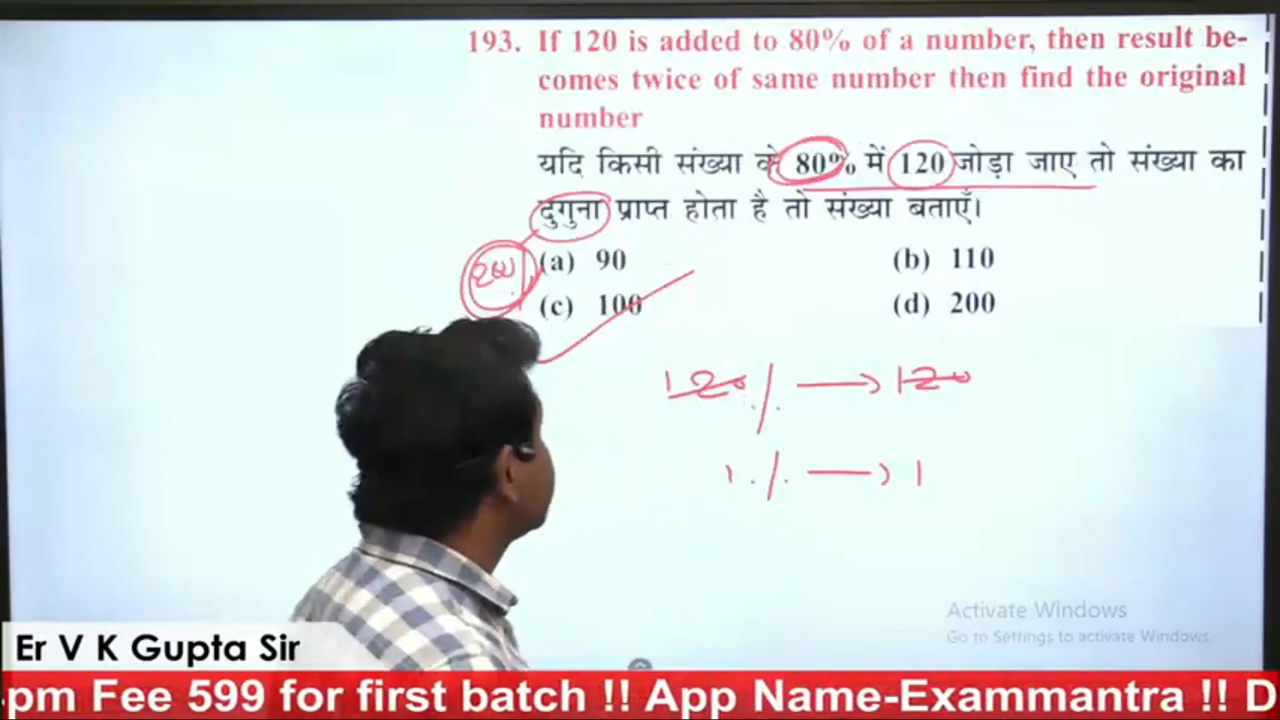 193. If 120 is added to 80% of a number, then result be-
comes twice of same number then find the original
number
यदि किसी संख्या के 80% में 120 जोड़ा जाए तो संख्या का
दुगुना प्राप्त होता है तो संख्या बताएँ।
200
(a) 90 (b) 110
(c) 100 (d) 200
120% → 120
1% → 1
Activate Windows
Go to Settings to activate Windows.
Er V K Gupta Sir
pm Fee 599 for first batch !! App Name-Exammantra !! D